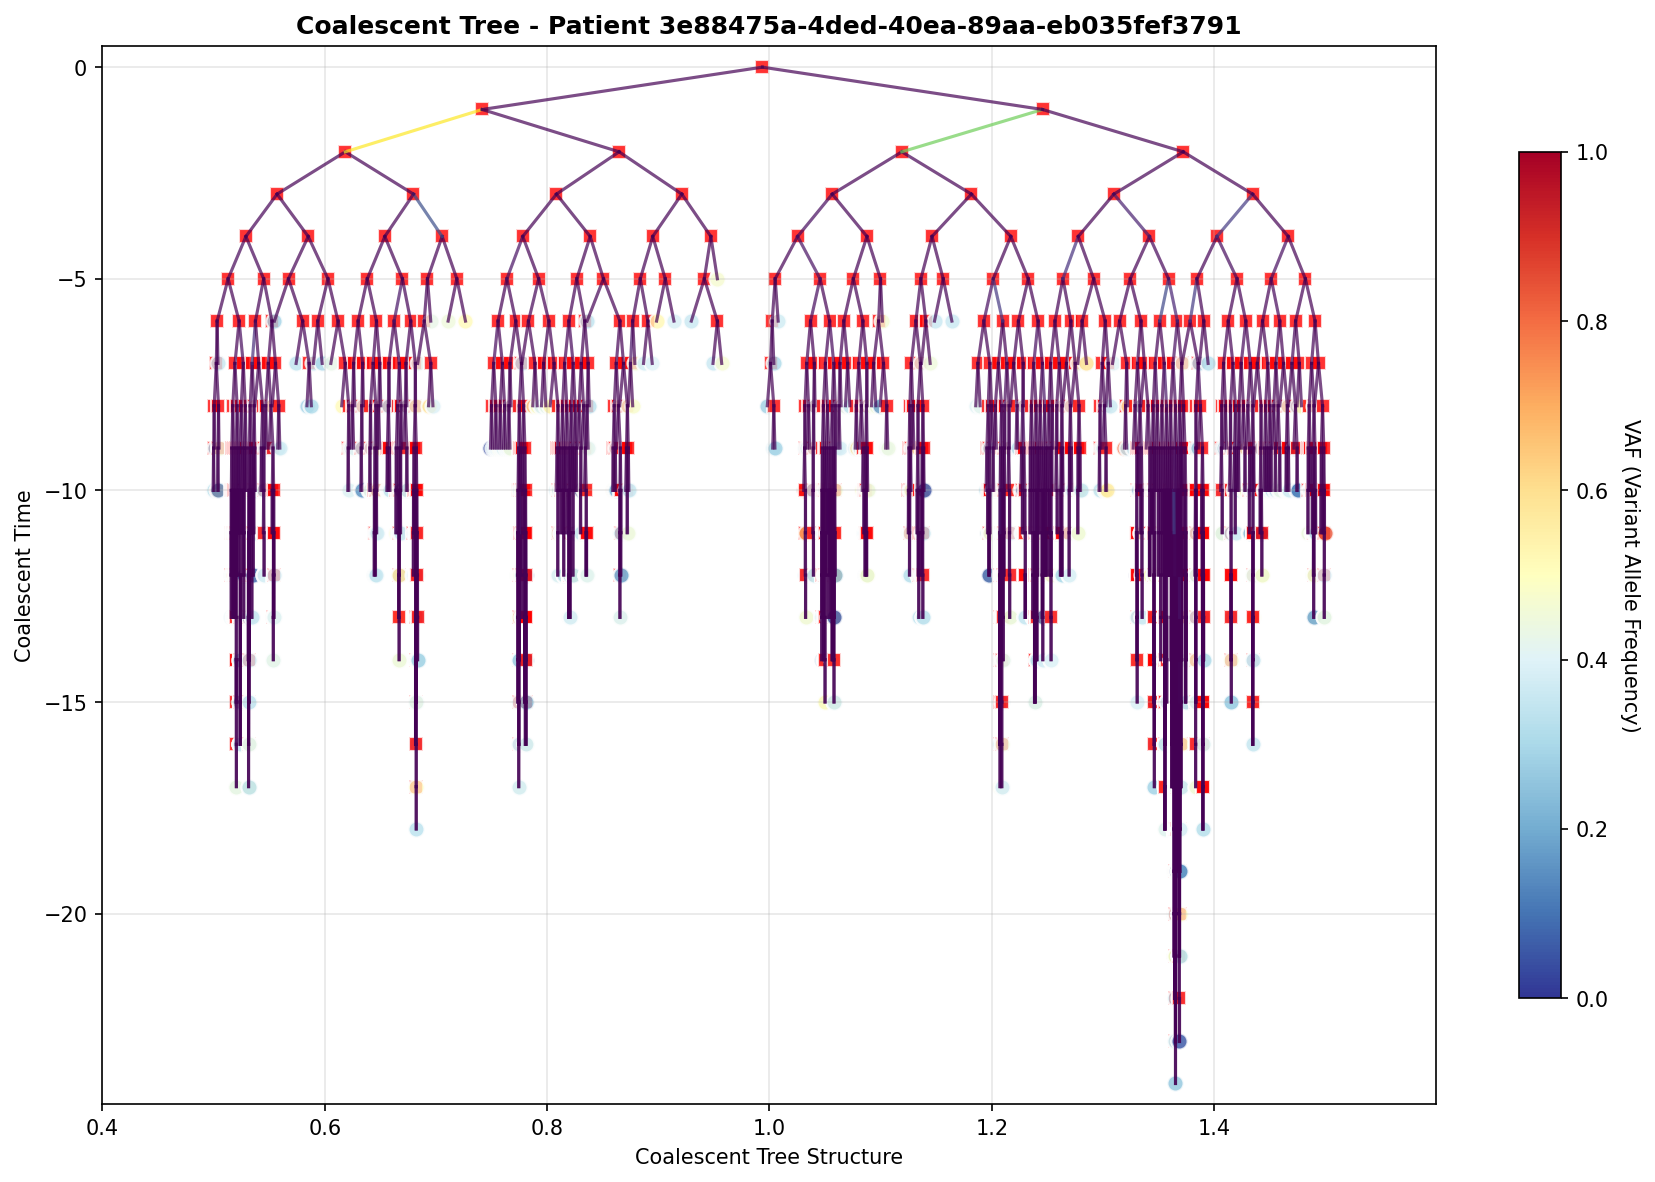 Coalescent Tree - Patient 3e88475a-4ded-40ea-89aa-eb035fef3791
0
−5
−10
−15
−20
Coalescent Time
0.4 0.6 0.8 1.0 1.2 1.4
Coalescent Tree Structure
1.0
0.8
0.6
0.4
0.2
0.0
VAF (Variant Allele Frequency)